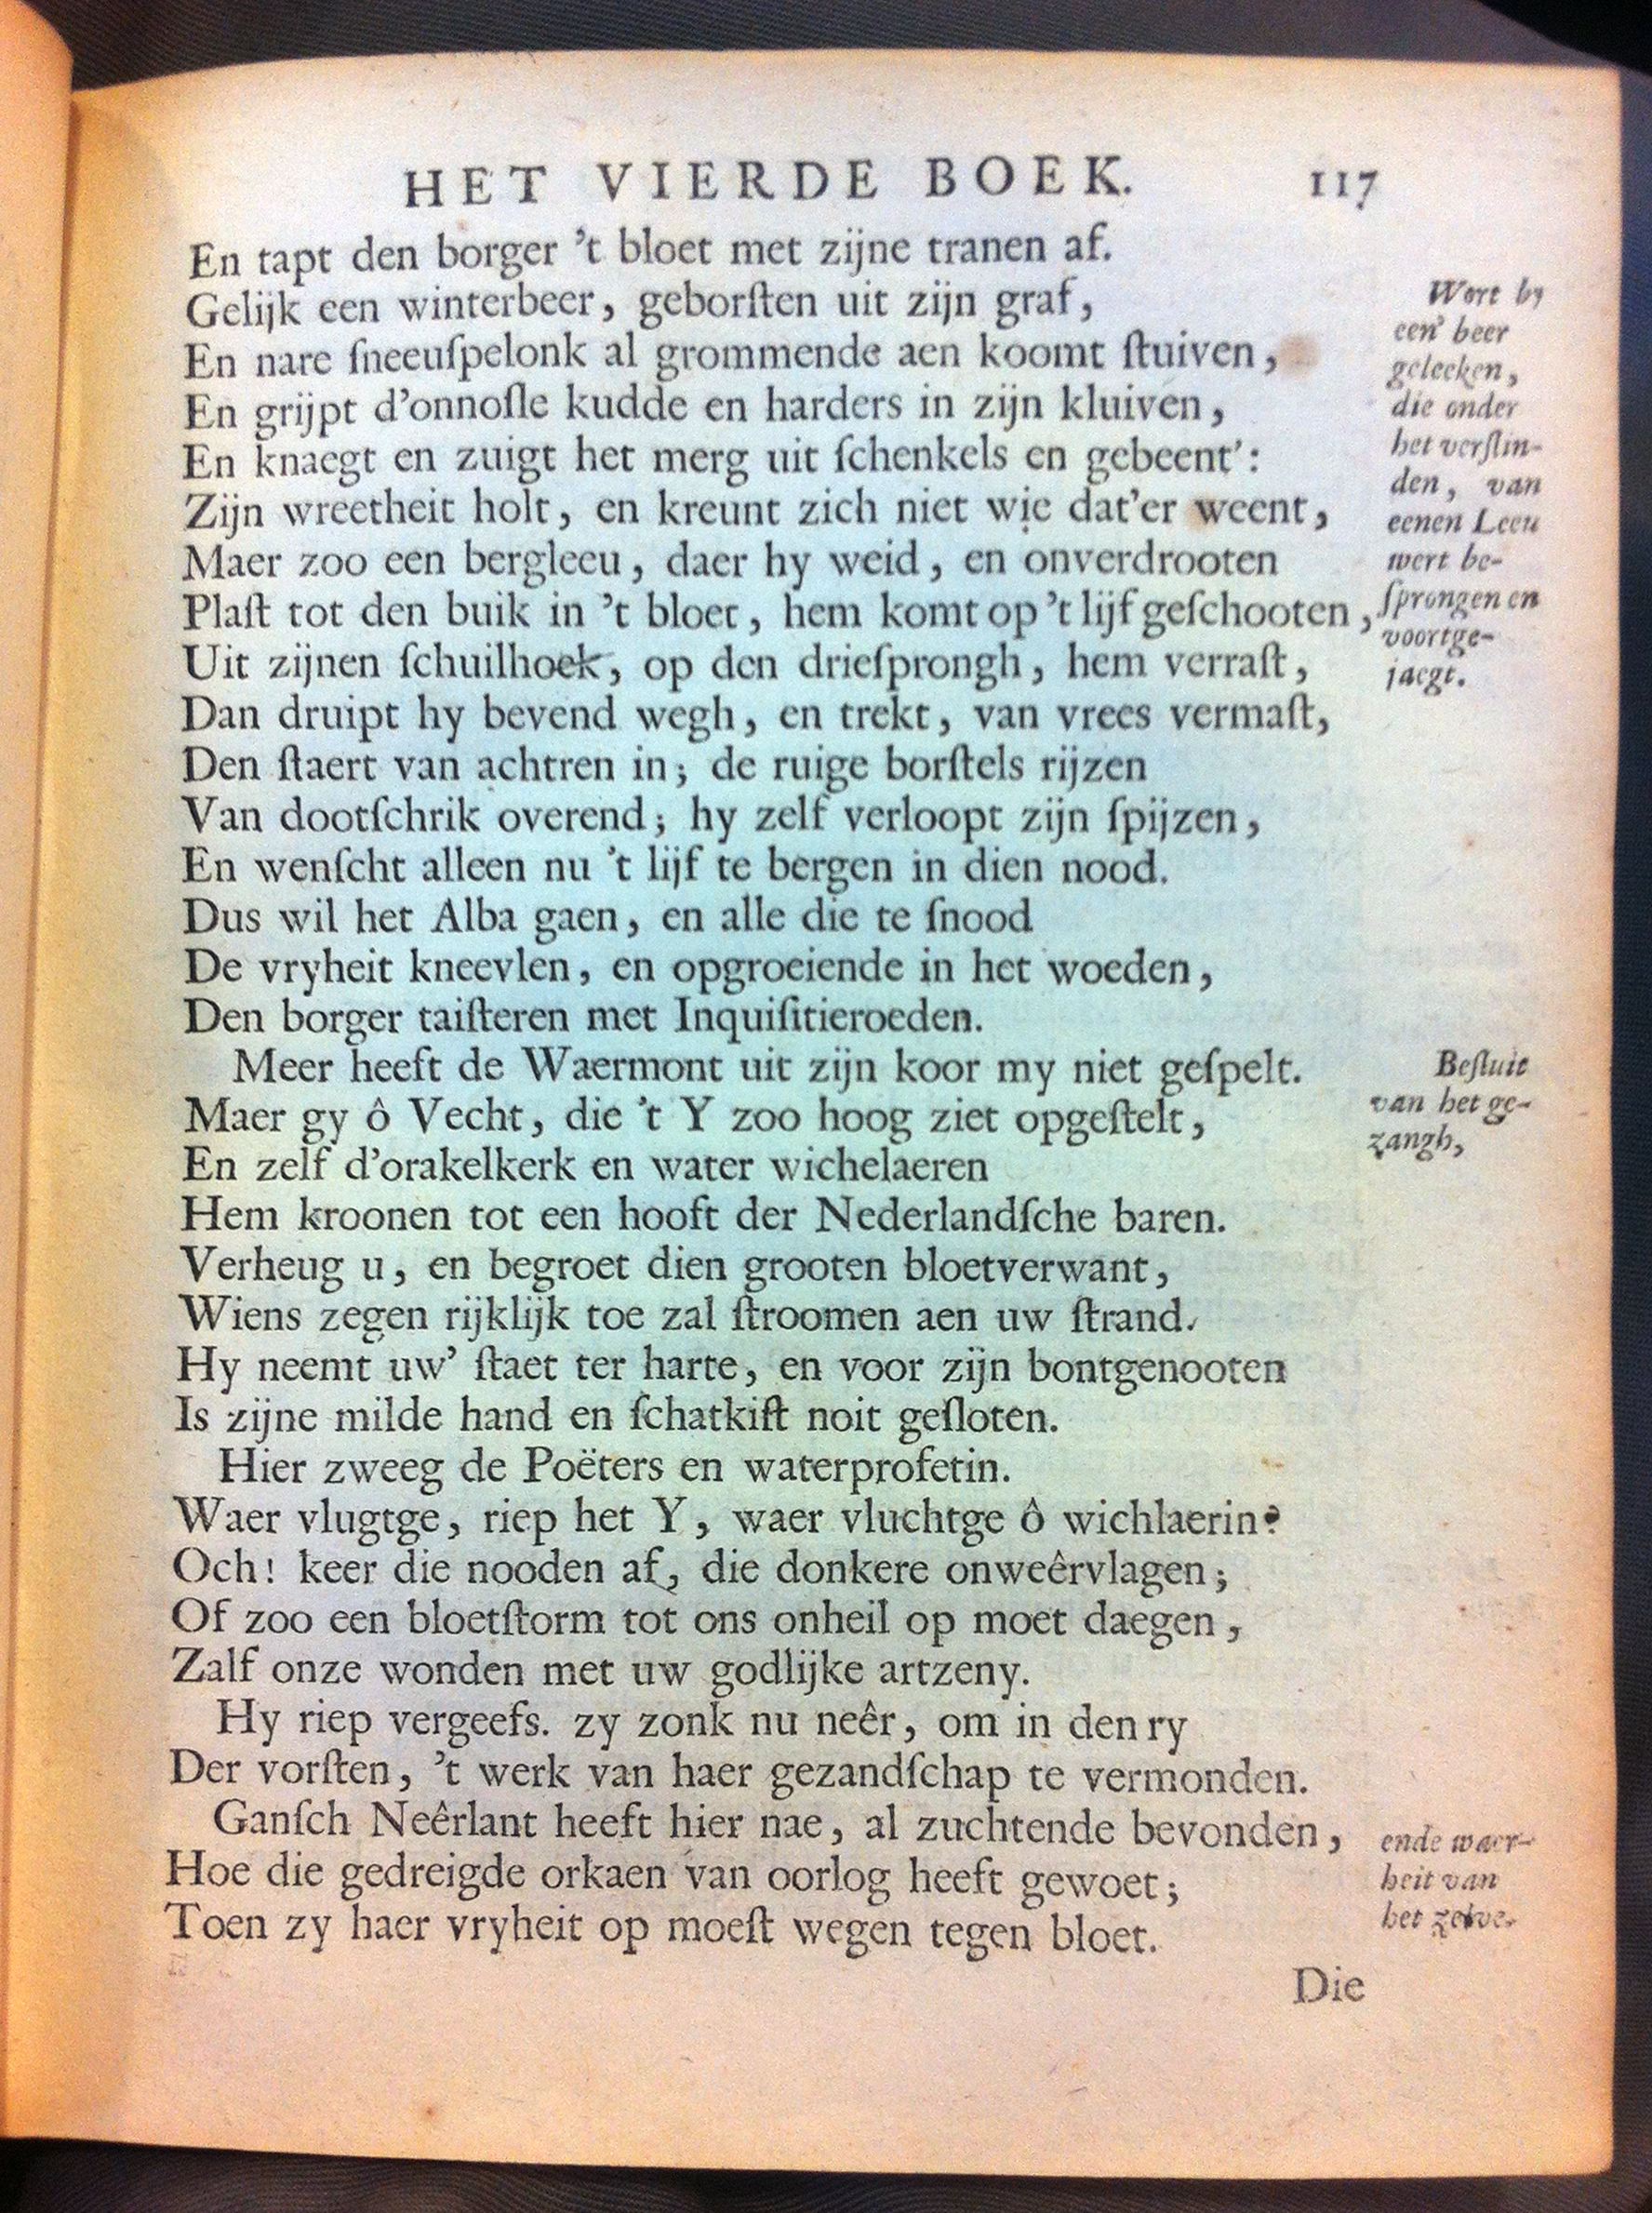 HET VIERDE BOEK. 117
En tapt den borger 't bloet met zijne tranen af.
Gelijk een winterbeer, geborſten uit zijn graf,
En nare ſneeuſpelonk al grommende aen koomt ſtuiven,
En grijpt d'onnoſle kudde en harders in zijn kluiven,
En knaegt en zuigt het merg uit ſchenkels en gebeent':
Zijn wreetheit holt, en kreunt zich niet wie dat'er weent,
Maer zoo een bergleeu, daer hy weid, en onverdrooten
Plaſt tot den buik in 't bloet, hem komt op 't lijf geſchooten,
Uit zijnen ſchuilhoek, op den drieſprongh, hem verraſt,
Dan druipt hy bevend wegh, en trekt, van vrees vermaſt,
Den ſtaert van achtren in; de ruige borſtels rijzen
Van dootſchrik overend; hy zelf verloopt zijn ſpijzen,
En wenſcht alleen nu 't lijf te bergen in dien nood.
Dus wil het Alba gaen, en alle die te ſnood
De vryheit kneevlen, en opgroeiende in het woeden,
Den borger taiſteren met Inquiſitieroeden.
Meer heeft de Waermont uit zijn koor my niet geſpelt.
Maer gy ô Vecht, die 't Y zoo hoog ziet opgeſtelt,
En zelf d'orakelkerk en water wichelaeren
Hem kroonen tot een hooft der Nederlandſche baren.
Verheug u, en begroet dien grooten bloetverwant,
Wiens zegen rijklijk toe zal ſtroomen aen uw ſtrand.
Hy neemt uw' ſtaet ter harte, en voor zijn bontgenooten
Is zijne milde hand en ſchatkiſt noit geſloten.
Hier zweeg de Poëters en waterprofetin.
Waer vlugtge, riep het Y, waer vluchtge ô wichlaerin?
Och! keer die nooden af, die donkere onweêrvlagen;
Of zoo een bloetſtorm tot ons onheil op moet daegen,
Zalf onze wonden met uw godlijke artzeny.
Hy riep vergeefs. zy zonk nu neêr, om in den ry
Der vorſten, 't werk van haer gezandſchap te vermonden.
Ganſch Neêrlant heeft hier nae, al zuchtende bevonden,
Hoe die gedreigde orkaen van oorlog heeft gewoet;
Toen zy haer vryheit op moeſt wegen tegen bloet.
Die
Wort by
een' beer
geleeken,
die onder
het verſlin-
den, van
eenen Leeu
wert be-
ſprongen en
voortge-
jaegt.
Beſluit
van het ge-
zangh,
ende waer-
heit van
het zelve.